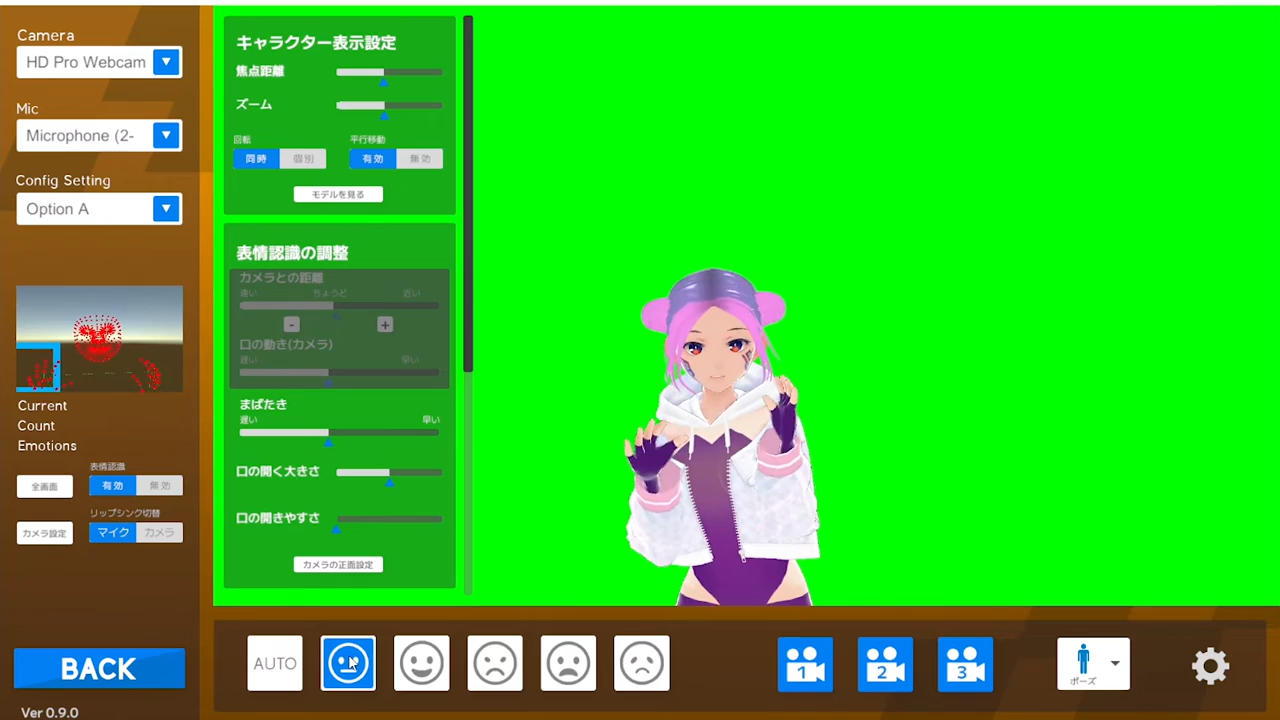 Camera
HD Pro Webcam
Mic
Microphone (2-
Config Setting
Option A
Current
Count
Emotions
表情認識
全画面
有効
無効
リップシンク切替
カメラ設定
マイク
カメラ
BACK
Ver 0.9.0
キャラクター表示設定
焦点距離
ズーム
回転
平行移動
同時
個別
有効
無効
モデルを見る
表情認識の調整
カメラとの距離
遠い
ちょうど
近い
-
+
口の動き(カメラ)
遅い
早い
まばたき
遅い
早い
口の開く大きさ
口の開きやすさ
カメラの正面設定
AUTO
1
2
3
ポーズ